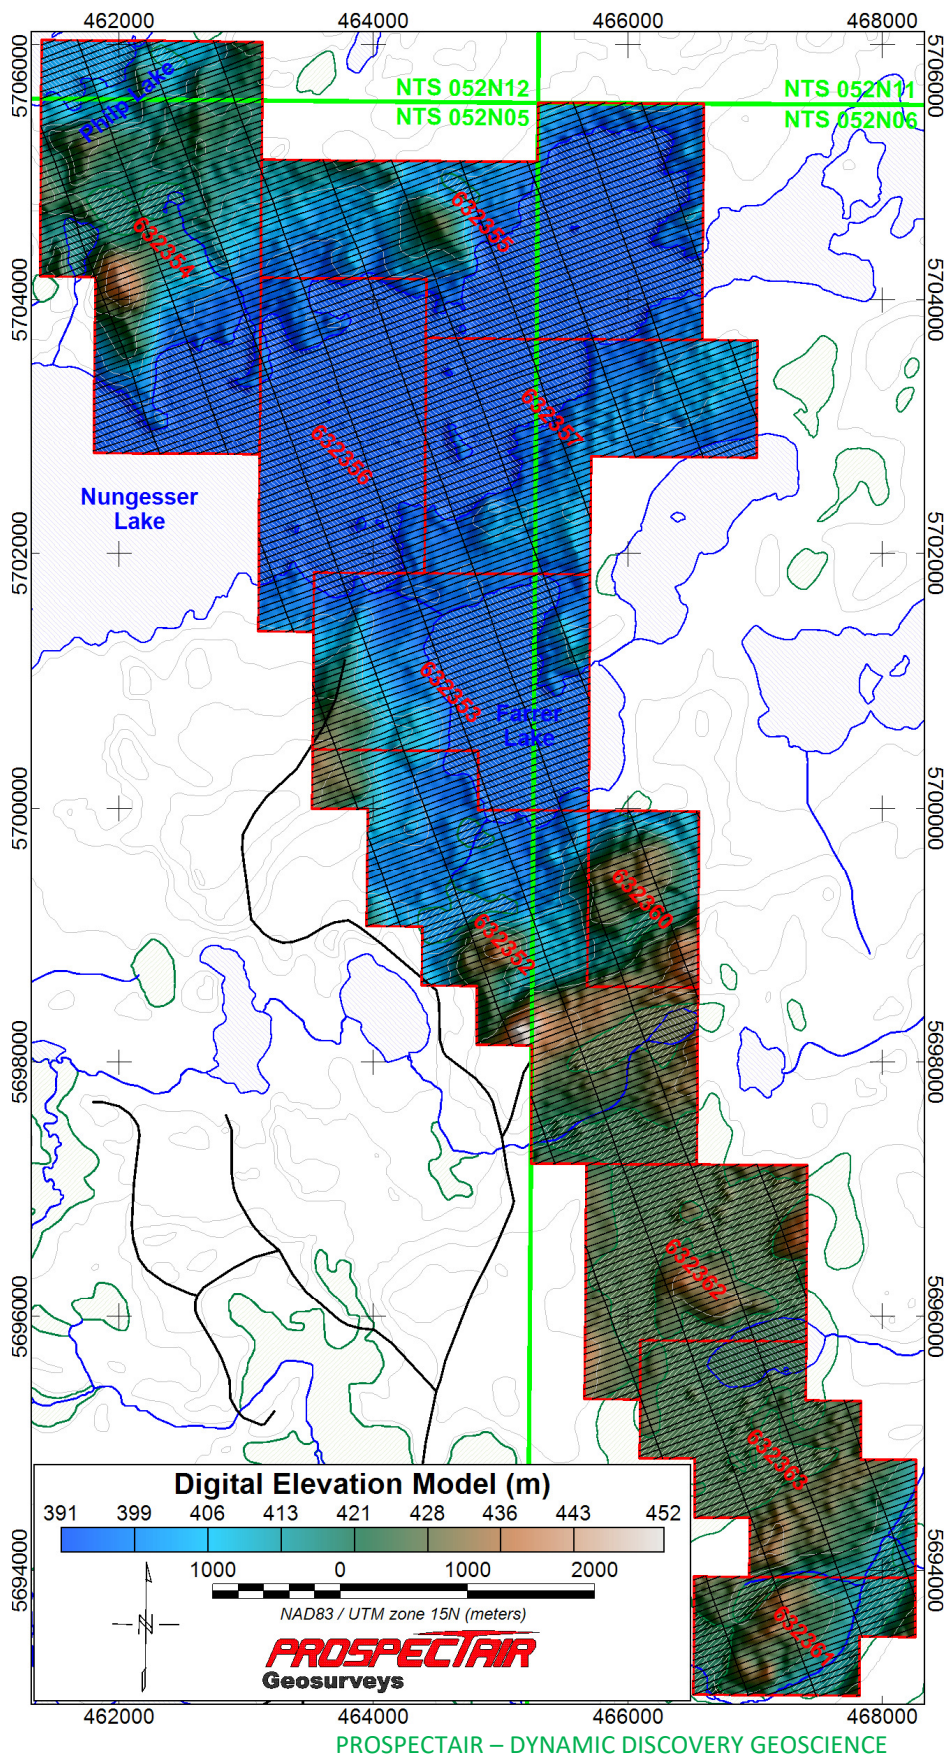 462000 464000 466000 468000
5706000
5706000
NTS 052N12 NTS 052N11
NTS 052N05 NTS 052N06
Philip Lake
632354
632355
5704000
5704000
632357
632356
Nungesser
Lake
5702000
5702000
632353
Farrer
Lake
5700000
5700000
632360
632352
5698000
5698000
632362
5696000
5696000
632363
Digital Elevation Model (m)
391 399 406 413 421 428 436 443 452
1000 0 1000 2000
NAD83 / UTM zone 15N (meters)
N
PROSPECTAIR
Geosurveys
5694000
5694000
632361
462000 464000 466000 468000
PROSPECTAIR – DYNAMIC DISCOVERY GEOSCIENCE